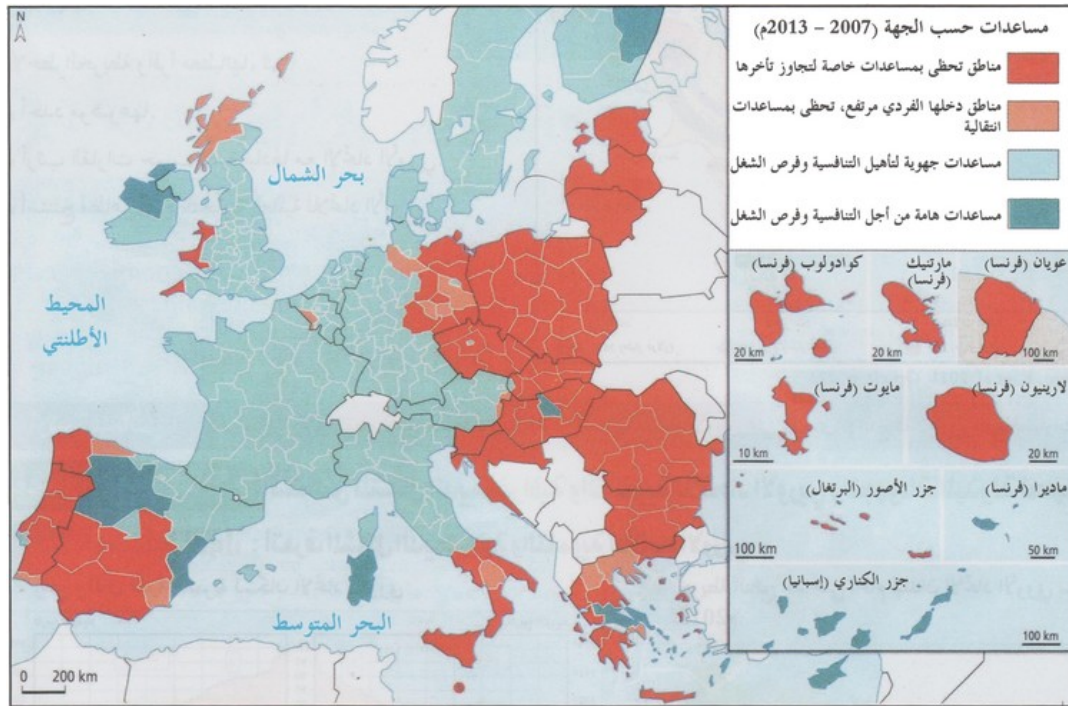 مساعدات حسب الجهة (2007 – 2013م)
مناطق تحظى بمساعدات خاصة لتجاوز تأخرها
مناطق دخلها الفردي مرتفع، تحظى بمساعدات
انتقالية
مساعدات جهوية لتأهيل التنافسية وفرص الشغل
مساعدات هامة من أجل التنافسية وفرص الشغل
N
بحر الشمال
المحيط
الأطلنتي
البحر المتوسط
0 200 km
غويان (فرنسا)
مارتنيك
(فرنسا)
كوادولوب (فرنسا)
20 km
20 km
100 km
لارينيون (فرنسا)
مايوت (فرنسا)
10 km
20 km
ماديرا (فرنسا)
جزر الأصور (البرتغال)
100 km
50 km
جزر الكناري (إسبانيا)
100 km